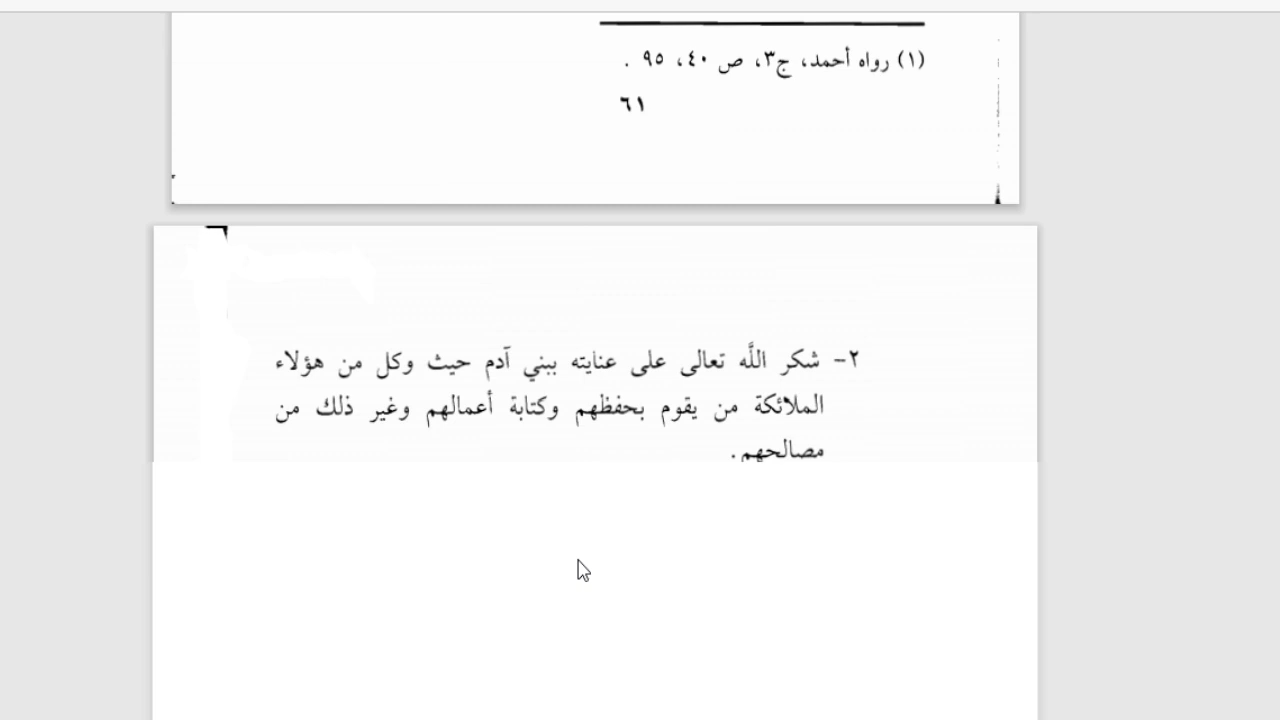 (١) رواه أحمد، ج٣، ص ٤٠، ٩٥ .
٦١
٢- شكر اللَّه تعالى على عنايته ببني آدم حيث وكل من هؤلاء
الملائكة من يقوم بحفظهم وكتابة أعمالهم وغير ذلك من
مصالحهم.